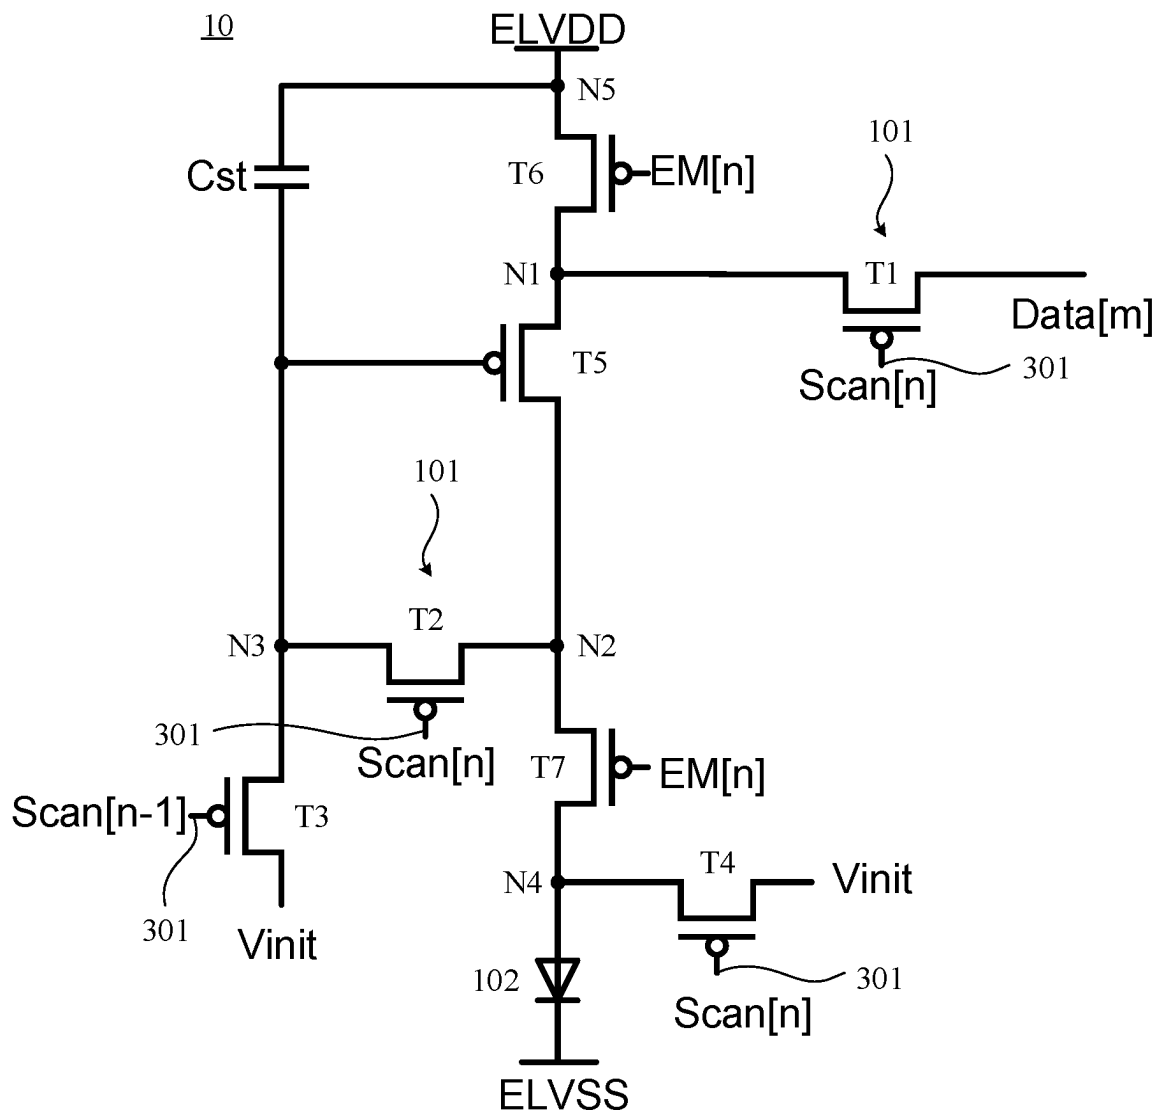 10
ELVDD
N5
101
Cst
T6
EM[n]
N1
T1
Data[m]
T5
301
Scan[n]
101
T2
N3
N2
301
Scan[n]
T7
EM[n]
Scan[n-1]
T3
T4
N4
Vinit
301
Vinit
102
301
Scan[n]
ELVSS